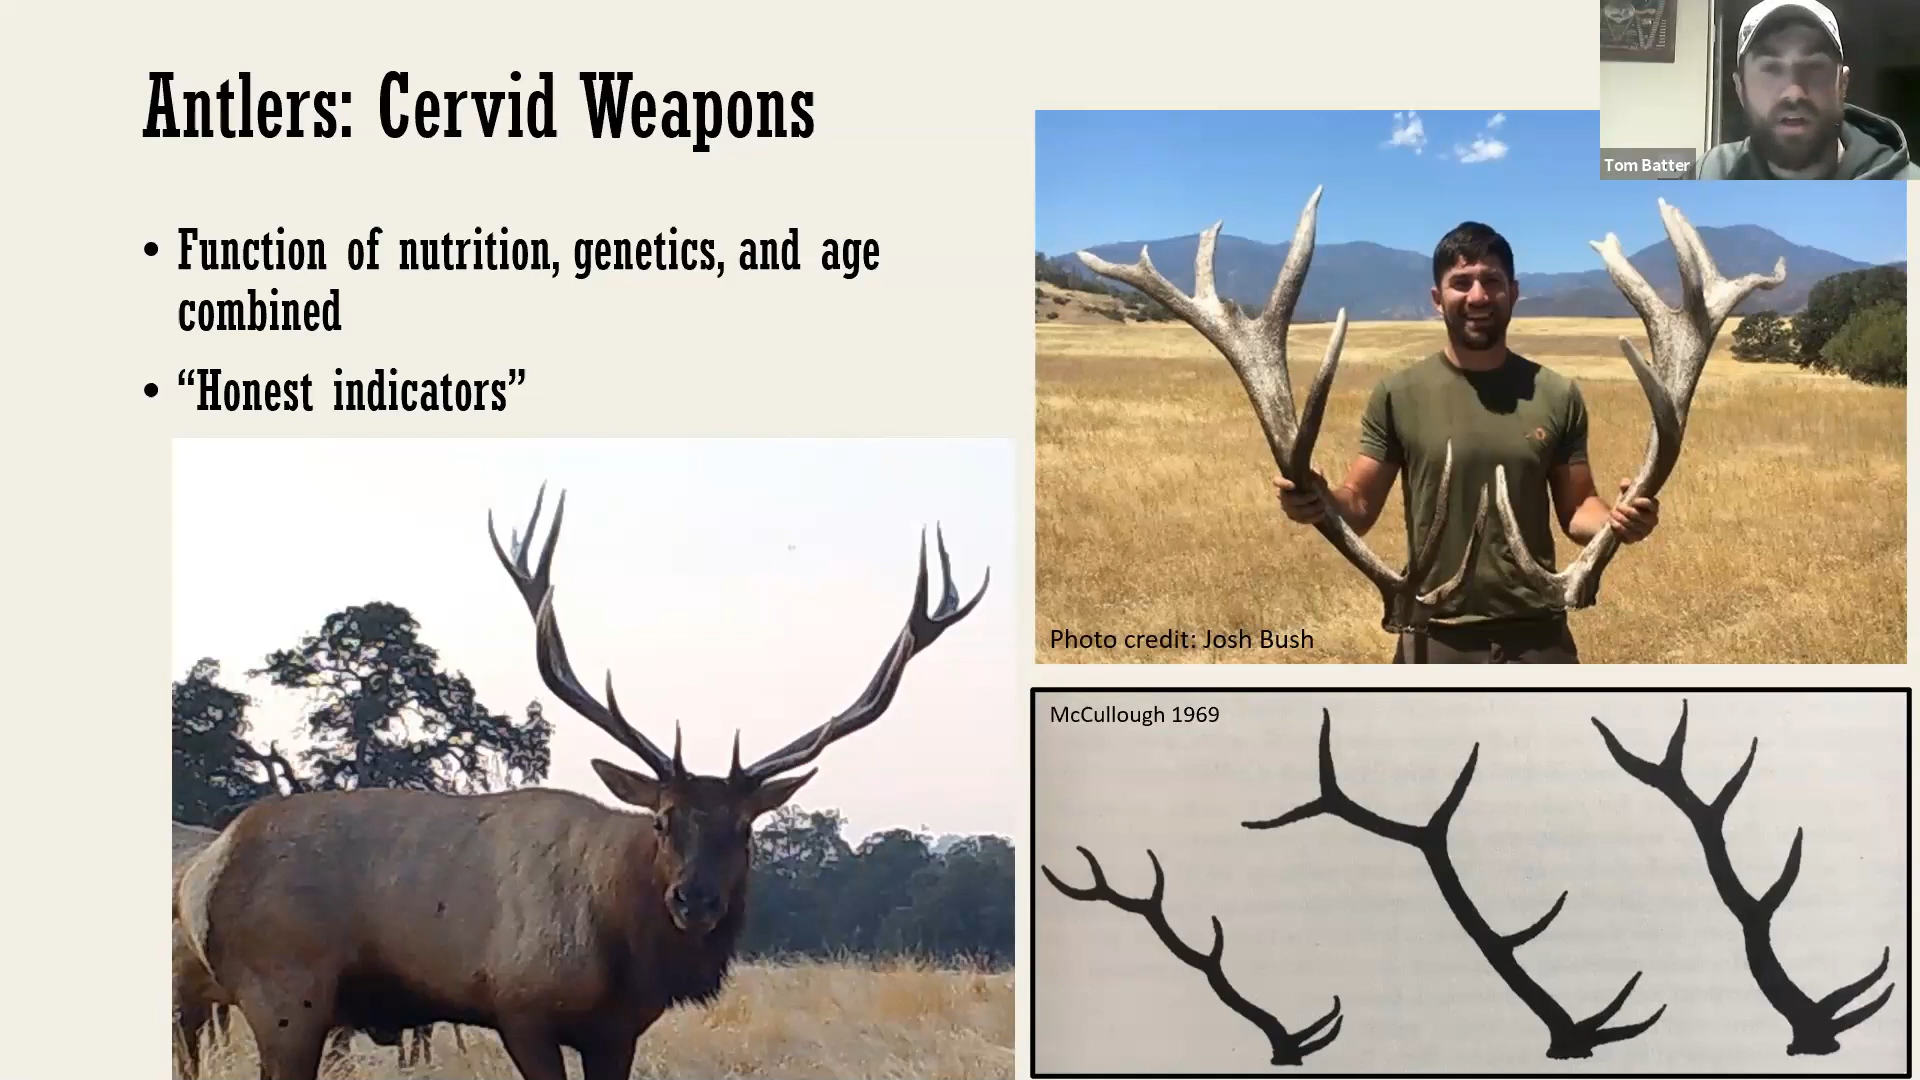 Antlers: Cervid Weapons
• Function of nutrition, genetics, and age
combined
• “Honest indicators”
Tom Batter
Photo credit: Josh Bush
McCullough 1969